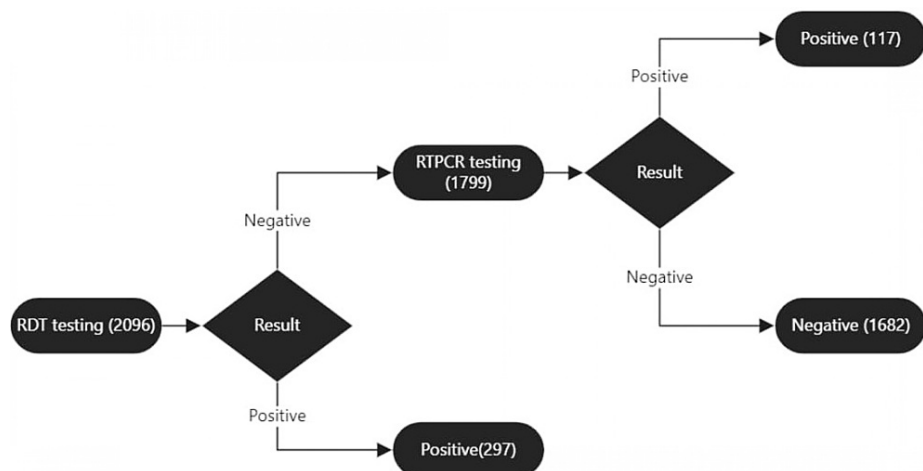 Positive (117)
Positive
RTPCR testing
(1799)
Result
Negative
Negative
RDT testing (2096)
Result
Negative (1682)
Positive
Positive(297)